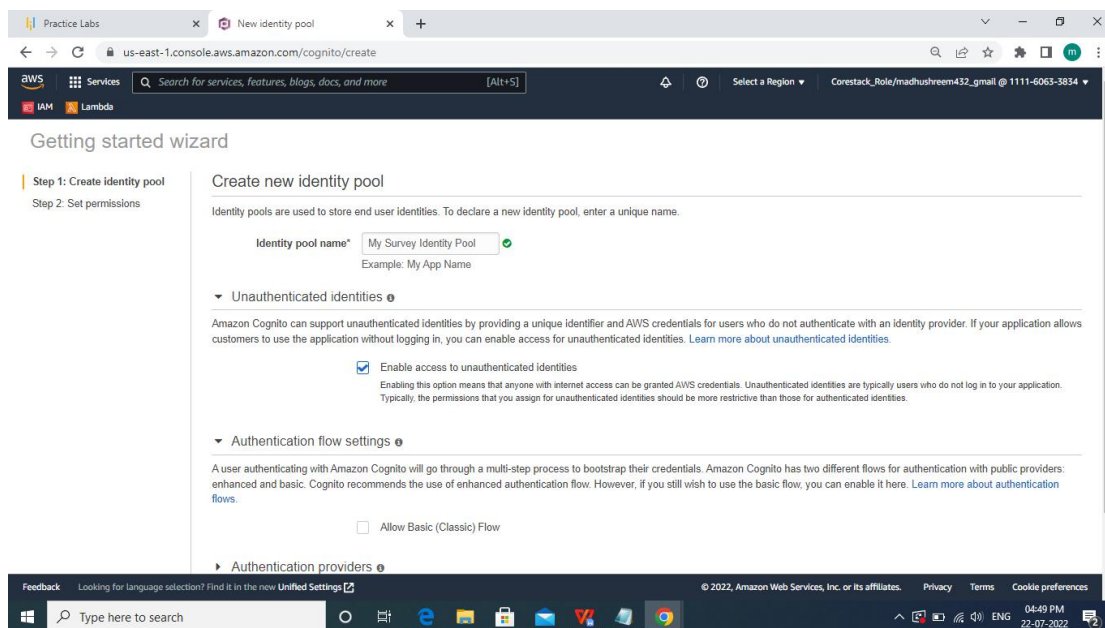 Practice Labs
New identity pool
us-east-1.console.aws.amazon.com/cognito/create
m
aws
Services
Search for services, features, blogs, docs, and more
[Alt+S]
Select a Region
Corestack_Role/madhushreem432_gmail @ 1111-6063-3834
IAM
Lambda
Getting started wizard
Step 1: Create identity pool
Step 2: Set permissions
Create new identity pool
Identity pools are used to store end user identities. To declare a new identity pool, enter a unique name.
Identity pool name*
My Survey Identity Pool
Example: My App Name
Unauthenticated identities
Amazon Cognito can support unauthenticated identities by providing a unique identifier and AWS credentials for users who do not authenticate with an identity provider. If your application allows
customers to use the application without logging in, you can enable access for unauthenticated identities. Learn more about unauthenticated identities.
Enable access to unauthenticated identities
Enabling this option means that anyone with internet access can be granted AWS credentials. Unauthenticated identities are typically users who do not log in to your application.
Typically, the permissions that you assign for unauthenticated identities should be more restrictive than those for authenticated identities.
Authentication flow settings
A user authenticating with Amazon Cognito will go through a multi-step process to bootstrap their credentials. Amazon Cognito has two different flows for authentication with public providers:
enhanced and basic. Cognito recommends the use of enhanced authentication flow. However, if you still wish to use the basic flow, you can enable it here. Learn more about authentication
flows.
Allow Basic (Classic) Flow
Authentication providers
Feedback
Looking for language selection? Find it in the new Unified Settings
© 2022, Amazon Web Services, Inc. or its affiliates.
Privacy
Terms
Cookie preferences
Type here to search
ENG
04:49 PM
22-07-2022
2